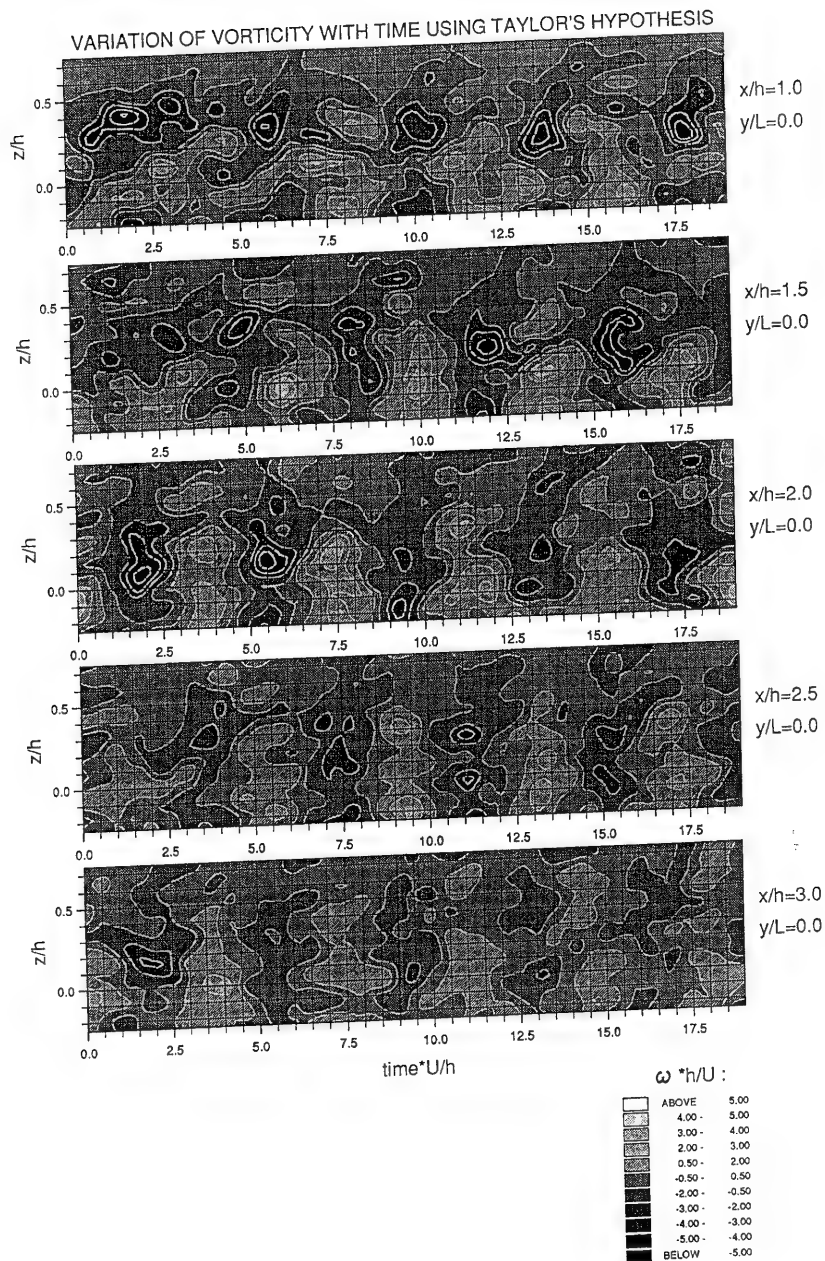 VARIATION OF VORTICITY WITH TIME USING TAYLOR'S HYPOTHESIS
x/h=1.0
y/L=0.0
z/h
0.5
0.0
0.0 2.5 5.0 7.5 10.0 12.5 15.0 17.5
x/h=1.5
y/L=0.0
z/h
0.5
0.0
0.0 2.5 5.0 7.5 10.0 12.5 15.0 17.5
x/h=2.0
y/L=0.0
z/h
0.5
0.0
0.0 2.5 5.0 7.5 10.0 12.5 15.0 17.5
x/h=2.5
y/L=0.0
z/h
0.5
0.0
0.0 2.5 5.0 7.5 10.0 12.5 15.0 17.5
x/h=3.0
y/L=0.0
z/h
0.5
0.0
0.0 2.5 5.0 7.5 10.0 12.5 15.0 17.5
time*U/h
ω *h/U :
ABOVE 5.00
4.00 - 5.00
3.00 - 4.00
2.00 - 3.00
0.50 - 2.00
-0.50 - 0.50
-2.00 - -0.50
-3.00 - -2.00
-4.00 - -3.00
-5.00 - -4.00
BELOW -5.00